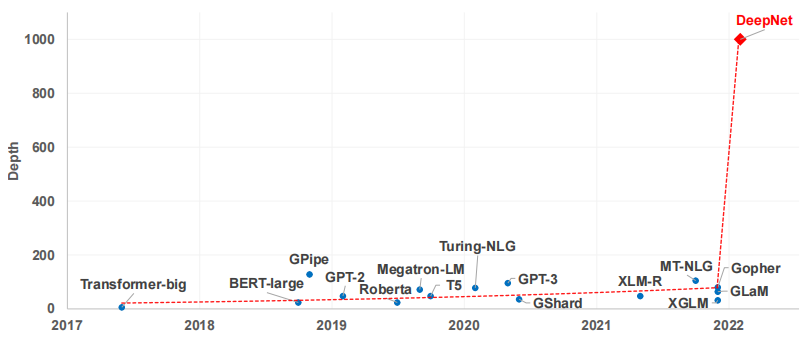 DeepNet
1000
800
600
400
200
0
Depth
GPipe
Turing-NLG
Transformer-big
BERT-large
GPT-2
Megatron-LM
Roberta
T5
GPT-3
GShard
XLM-R
MT-NLG
Gopher
GLaM
XGLM
2017 2018 2019 2020 2021 2022